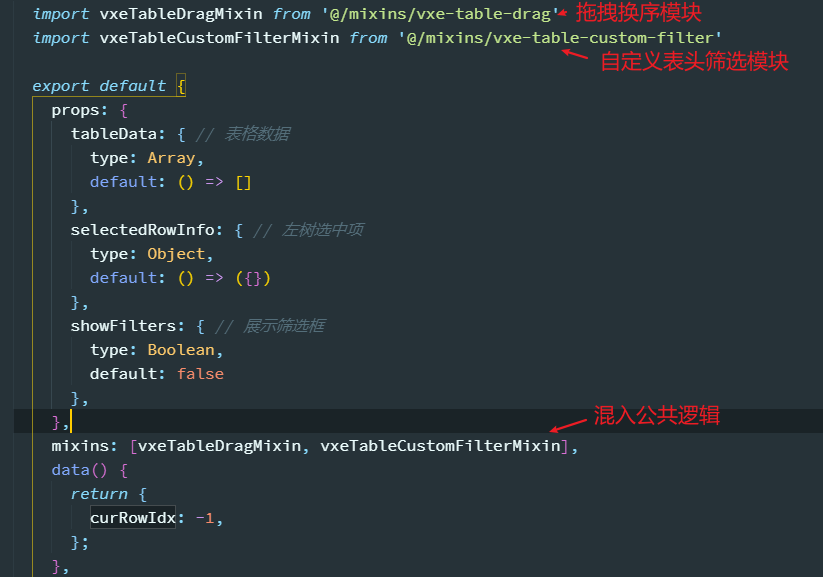 import vxeTableDragMixin from '@/mixins/vxe-table-drag' 拖拽换序模块
import vxeTableCustomFilterMixin from '@/mixins/vxe-table-custom-filter'
自定义表头筛选模块
export default {
props: {
tableData: { // 表格数据
type: Array,
default: () => []
},
selectedRowInfo: { // 左树选中项
type: Object,
default: () => ({})
},
showFilters: { // 展示筛选框
type: Boolean,
default: false
},
},
混入公共逻辑
mixins: [vxeTableDragMixin, vxeTableCustomFilterMixin],
data() {
return {
curRowIdx: -1,
};
},